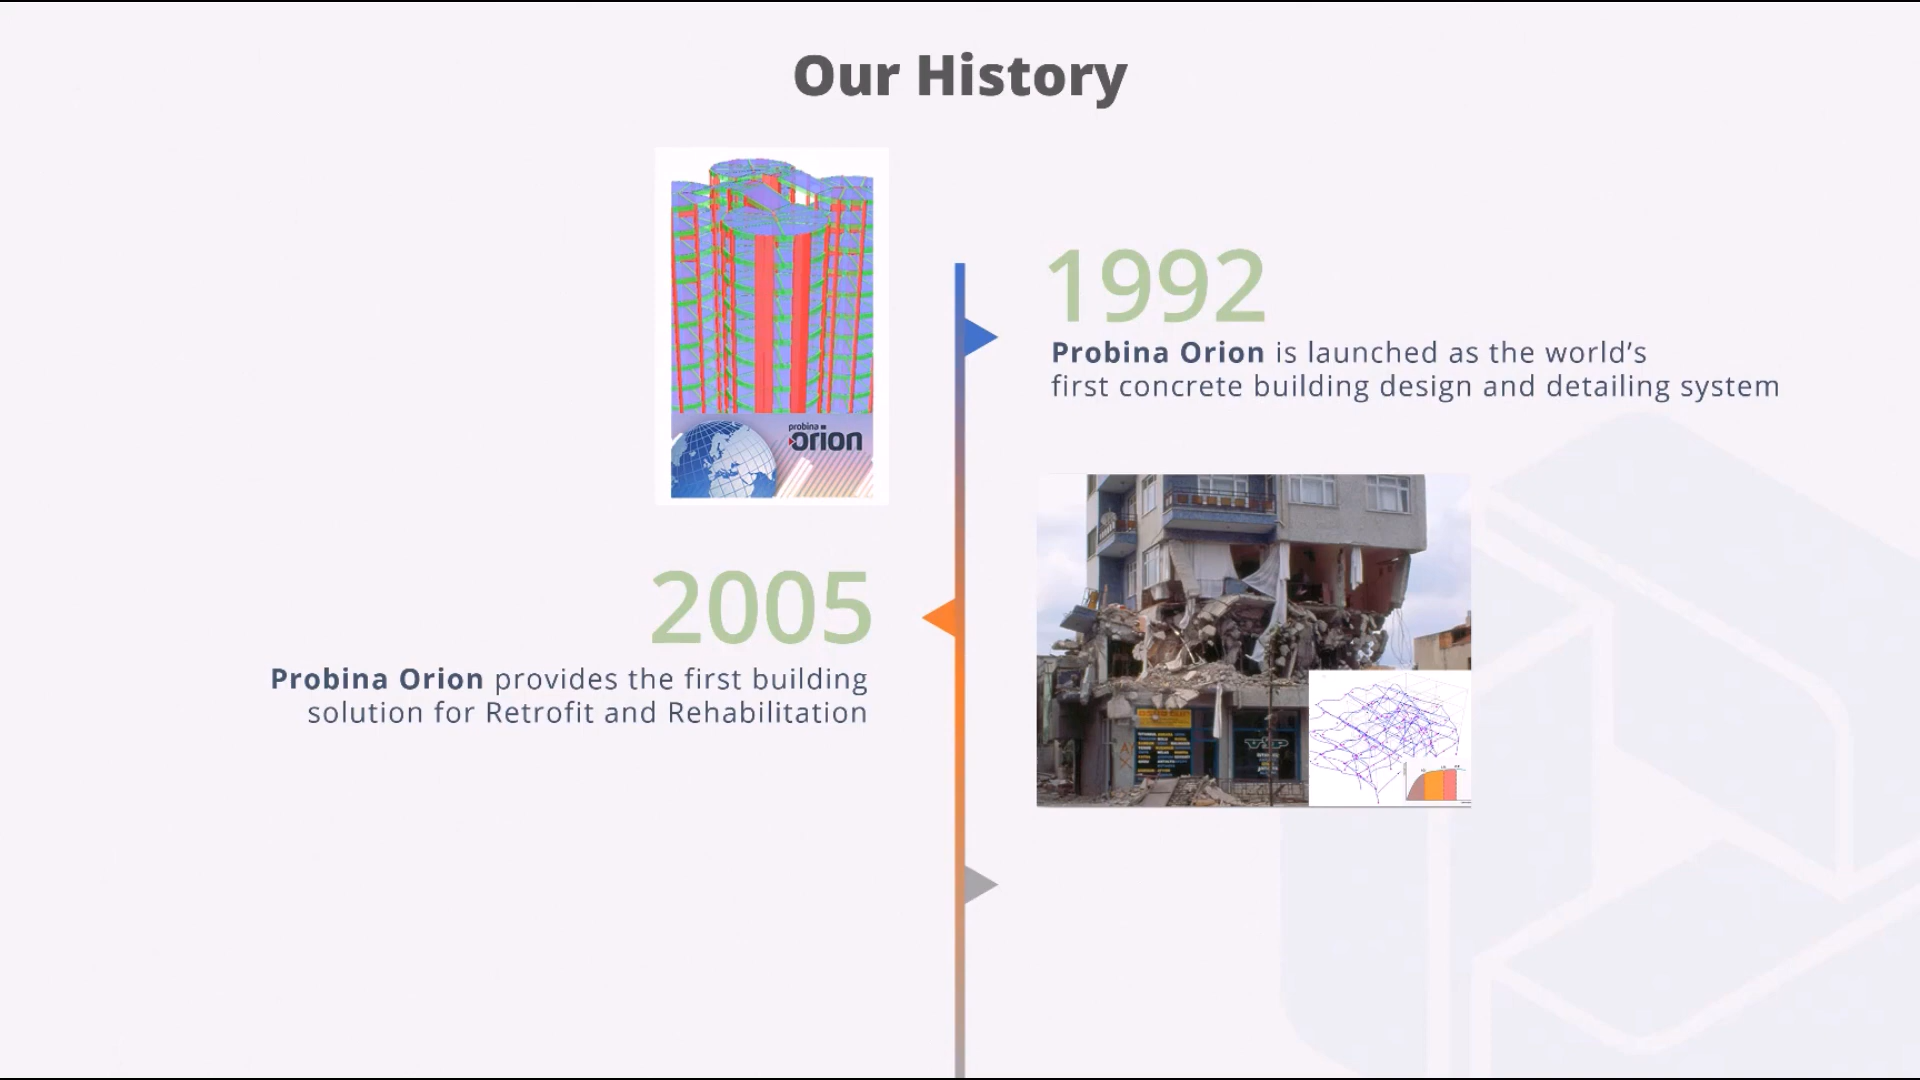 Our History
probina
orion
1992
Probina Orion is launched as the world’s
first concrete building design and detailing system
2005
Probina Orion provides the first building
solution for Retrofit and Rehabilitation
VIP